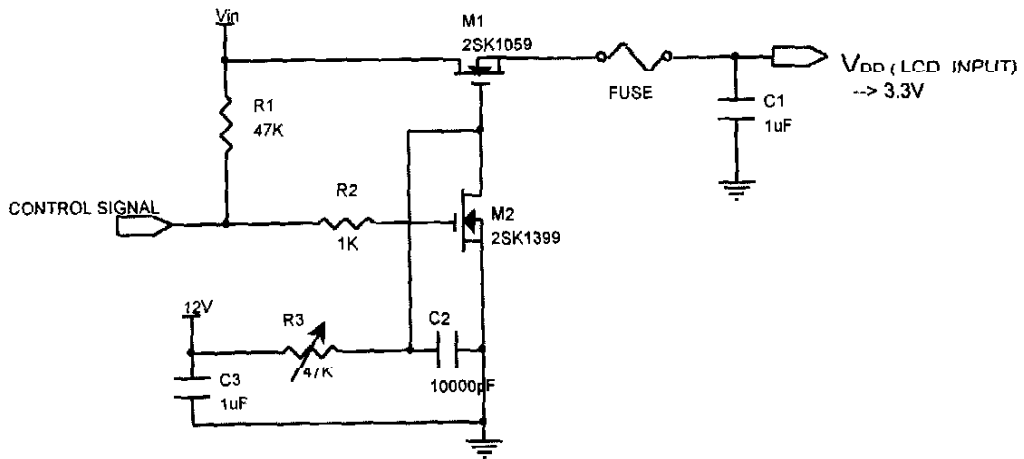 Vin
M1
2SK1059
FUSE
VDD ( LCD INPUT)
--> 3.3V
C1
1uF
R1
47K
R2
1K
CONTROL SIGNAL
M2
2SK1399
12V
R3
47K
C2
10000pF
C3
1uF